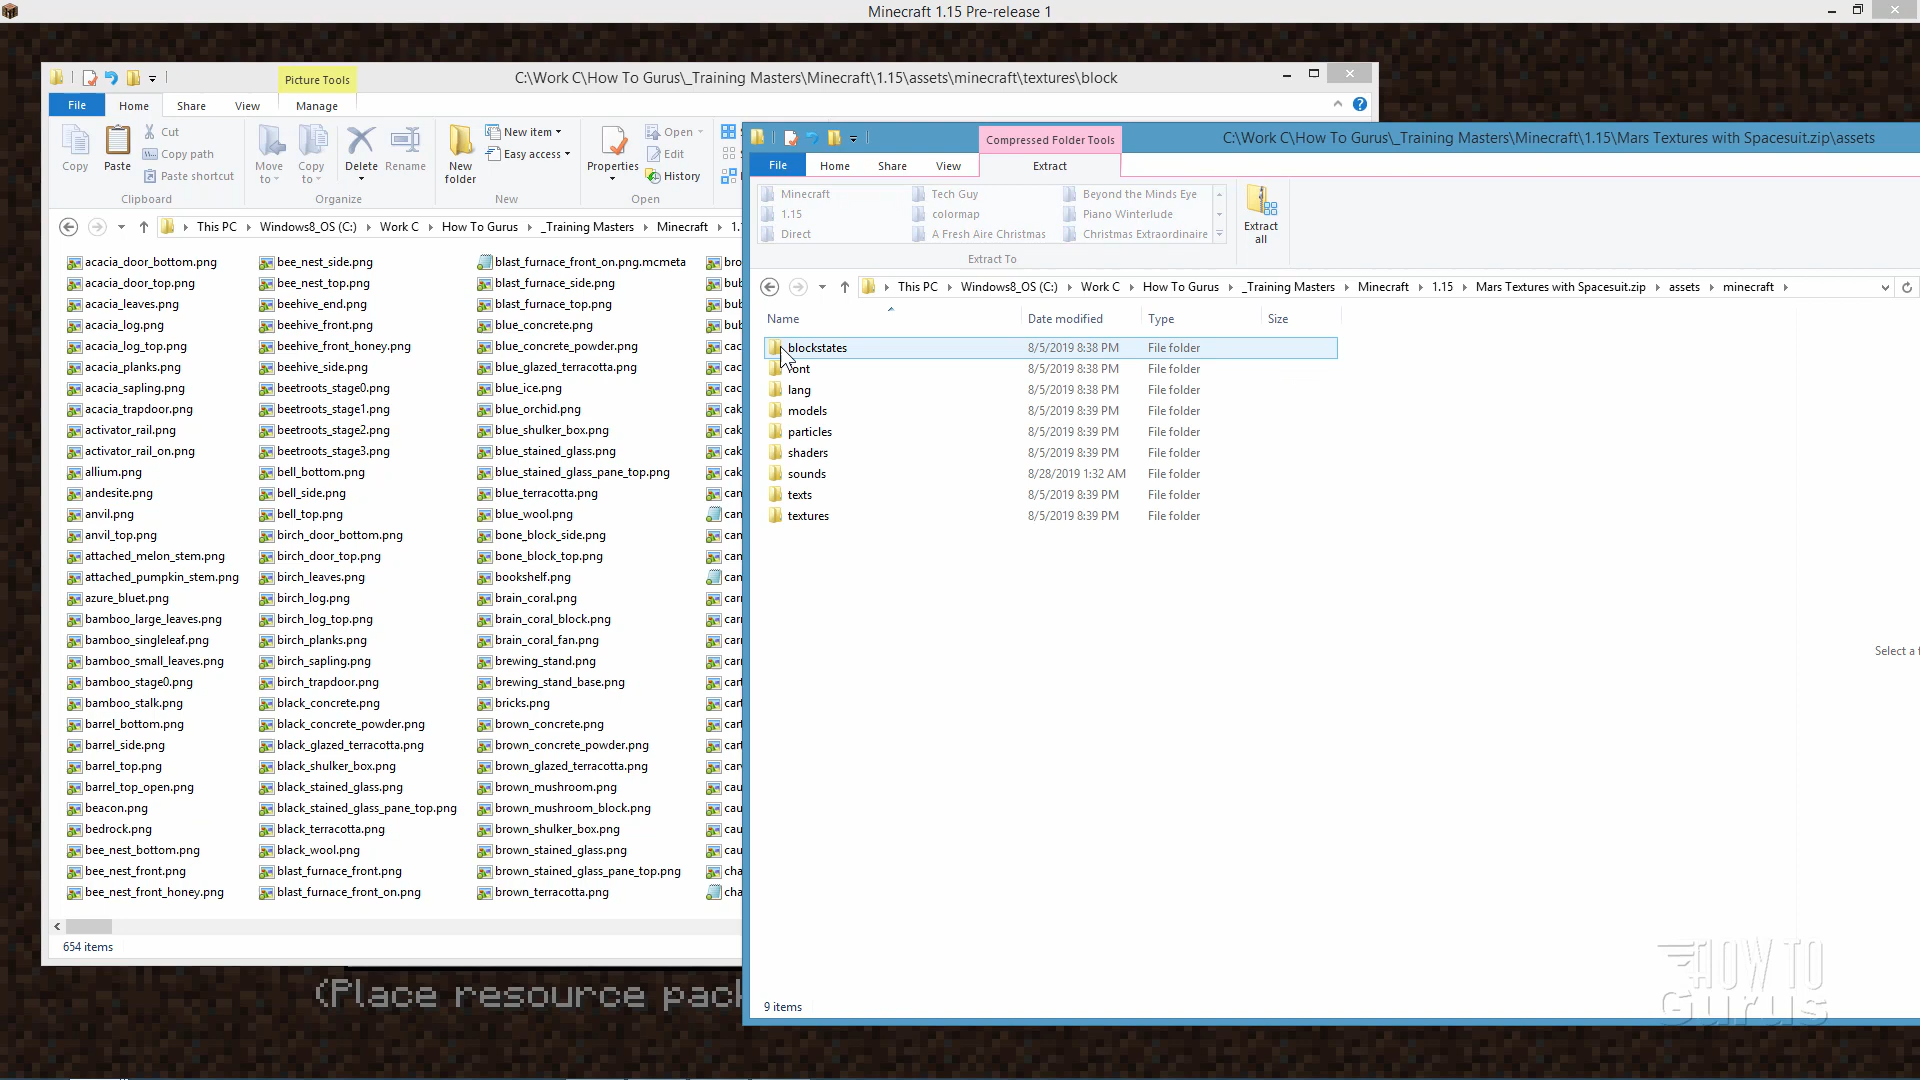 Minecraft 1.15 Pre-release 1
Picture Tools
C:\Work C\How To Gurus\_Training Masters\Minecraft\1.15\assets\minecraft\textures\block
File
Home
Share
View
Manage
Copy
Paste
Cut
Copy path
Paste shortcut
Clipboard
Move to
Copy to
Delete
Rename
Organize
New folder
New item
Easy access
New
Properties
Open
Edit
History
Open
This PC
Windows8_OS (C:)
Work C
How To Gurus
_Training Masters
Minecraft
acacia_door_bottom.png
acacia_door_top.png
acacia_leaves.png
acacia_log.png
acacia_log_top.png
acacia_planks.png
acacia_sapling.png
acacia_trapdoor.png
activator_rail.png
activator_rail_on.png
allium.png
andesite.png
anvil.png
anvil_top.png
attached_melon_stem.png
attached_pumpkin_stem.png
azure_bluet.png
bamboo_large_leaves.png
bamboo_singleleaf.png
bamboo_small_leaves.png
bamboo_stage0.png
bamboo_stalk.png
barrel_bottom.png
barrel_side.png
barrel_top.png
barrel_top_open.png
beacon.png
bedrock.png
bee_nest_bottom.png
bee_nest_front.png
bee_nest_front_honey.png
bee_nest_side.png
bee_nest_top.png
beehive_end.png
beehive_front.png
beehive_front_honey.png
beehive_side.png
beetroots_stage0.png
beetroots_stage1.png
beetroots_stage2.png
beetroots_stage3.png
bell_bottom.png
bell_side.png
bell_top.png
birch_door_bottom.png
birch_door_top.png
birch_leaves.png
birch_log.png
birch_log_top.png
birch_planks.png
birch_sapling.png
birch_trapdoor.png
black_concrete.png
black_concrete_powder.png
black_glazed_terracotta.png
black_shulker_box.png
black_stained_glass.png
black_stained_glass_pane_top.png
black_terracotta.png
black_wool.png
blast_furnace_front.png
blast_furnace_front_on.png
blast_furnace_front_on.png.mcmeta
blast_furnace_side.png
blast_furnace_top.png
blue_concrete.png
blue_concrete_powder.png
blue_glazed_terracotta.png
blue_ice.png
blue_orchid.png
blue_shulker_box.png
blue_stained_glass.png
blue_stained_glass_pane_top.png
blue_terracotta.png
blue_wool.png
bone_block_side.png
bone_block_top.png
bookshelf.png
brain_coral.png
brain_coral_block.png
brain_coral_fan.png
brewing_stand.png
brewing_stand_base.png
bricks.png
brown_concrete.png
brown_concrete_powder.png
brown_glazed_terracotta.png
brown_mushroom.png
brown_mushroom_block.png
brown_shulker_box.png
brown_stained_glass.png
brown_stained_glass_pane_top.png
brown_terracotta.png
654 items
Compressed Folder Tools
C:\Work C\How To Gurus\_Training Masters\Minecraft\1.15\Mars Textures with Spacesuit.zip\assets
File
Home
Share
View
Extract
Minecraft
1.15
Direct
Tech Guy
colormap
A Fresh Aire Christmas
Beyond the Minds Eye
Piano Winterlude
Christmas Extraordinaire
Extract To
Extract all
This PC
Windows8_OS (C:)
Work C
How To Gurus
_Training Masters
Minecraft
1.15
Mars Textures with Spacesuit.zip
assets
minecraft
Name Date modified Type Size
blockstates 8/5/2019 8:38 PM File folder
font 8/5/2019 8:38 PM File folder
lang 8/5/2019 8:38 PM File folder
models 8/5/2019 8:39 PM File folder
particles 8/5/2019 8:39 PM File folder
shaders 8/5/2019 8:39 PM File folder
sounds 8/28/2019 1:32 AM File folder
texts 8/5/2019 8:39 PM File folder
textures 8/5/2019 8:39 PM File folder
Select a
9 items
(Place resource pack
HOW TO
Gurus